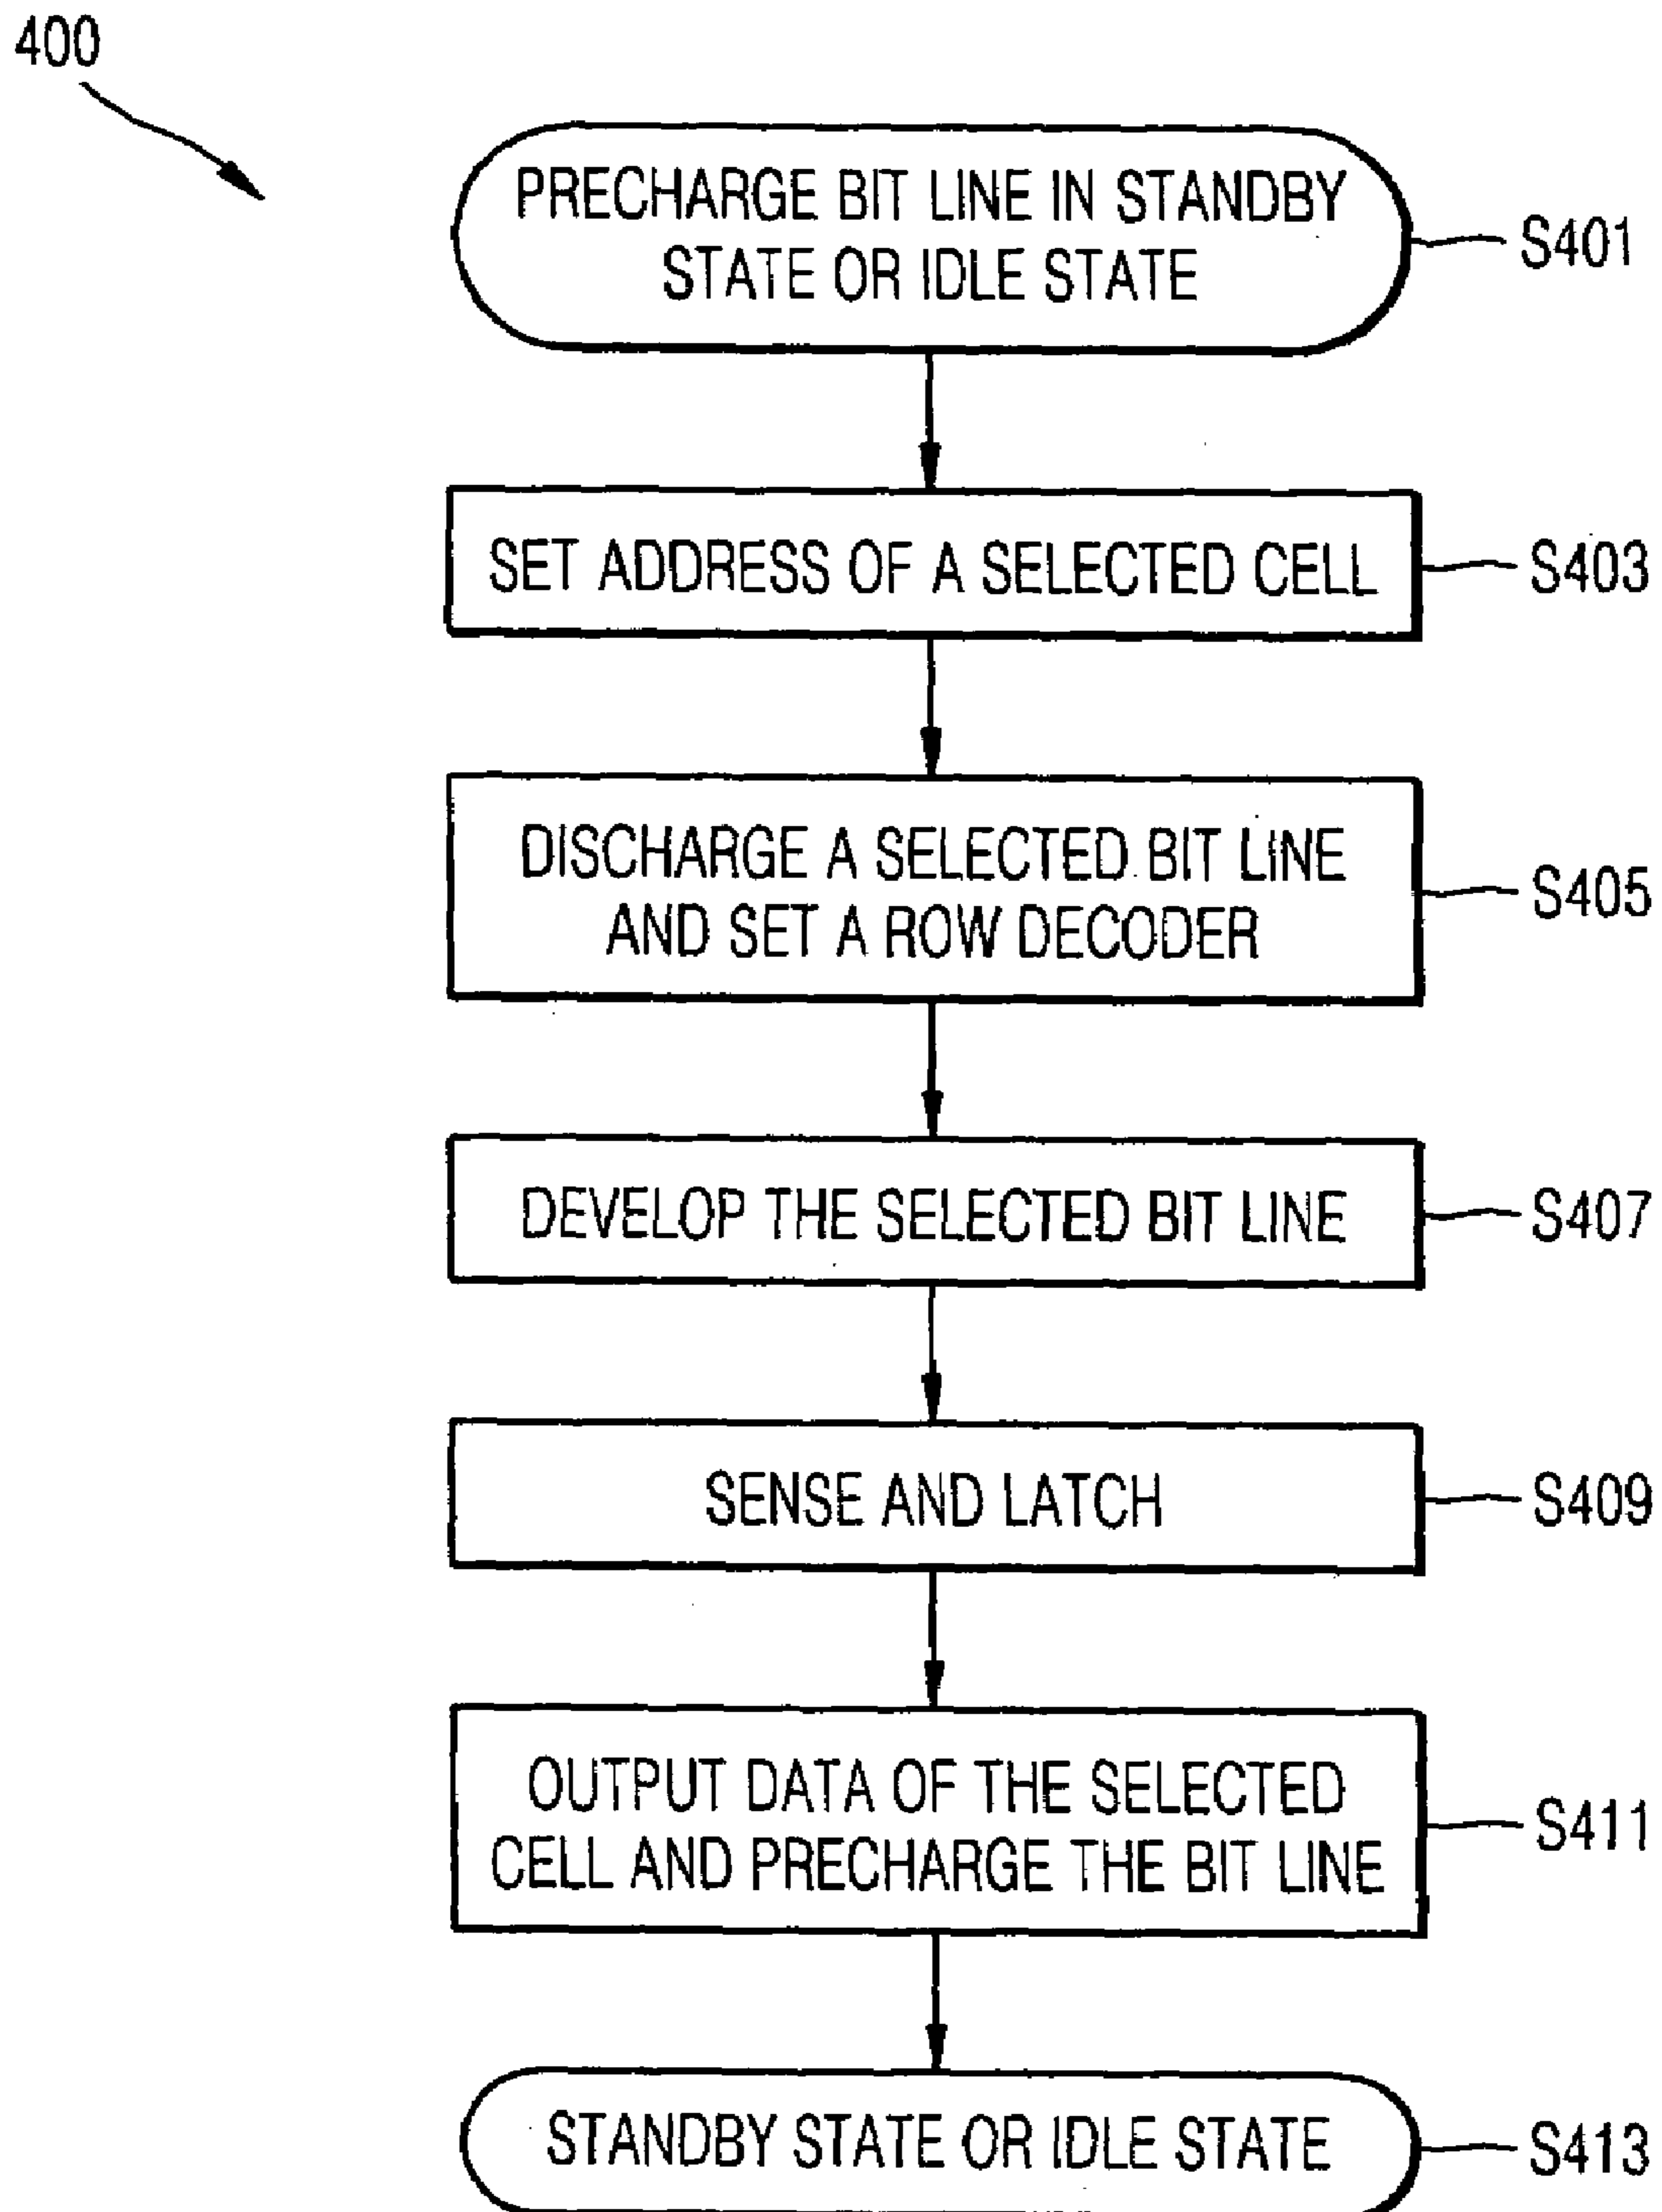 400
PRECHARGE BIT LINE IN STANDBY
STATE OR IDLE STATE
S401
SET ADDRESS OF A SELECTED CELL
S403
DISCHARGE A SELECTED BIT LINE
AND SET A ROW DECODER
S405
DEVELOP THE SELECTED BIT LINE
S407
SENSE AND LATCH
S409
OUTPUT DATA OF THE SELECTED
CELL AND PRECHARGE THE BIT LINE
S411
STANDBY STATE OR IDLE STATE
S413